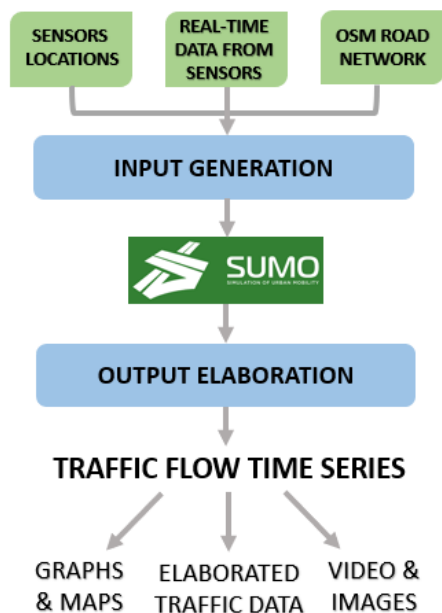 SENSORS
LOCATIONS
REAL-TIME
DATA FROM
SENSORS
OSM ROAD
NETWORK
INPUT GENERATION
SUMO
SIMULATION OF URBAN MOBILITY
OUTPUT ELABORATION
TRAFFIC FLOW TIME SERIES
GRAPHS
& MAPS
ELABORATED
TRAFFIC DATA
VIDEO &
IMAGES